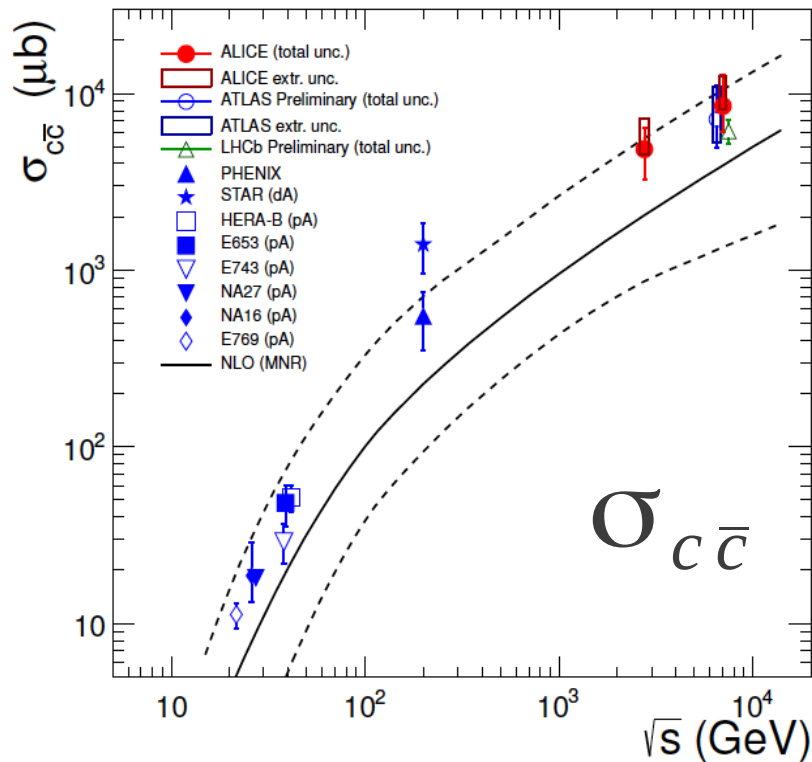 σcc̄ (μb)
10⁴
10³
10²
10
ALICE (total unc.)
ALICE extr. unc.
ATLAS Preliminary (total unc.)
ATLAS extr. unc.
LHCb Preliminary (total unc.)
PHENIX
STAR (dA)
HERA-B (pA)
E653 (pA)
E743 (pA)
NA27 (pA)
NA16 (pA)
E769 (pA)
NLO (MNR)
σ c c̄
10 10² 10³ 10⁴
√s (GeV)